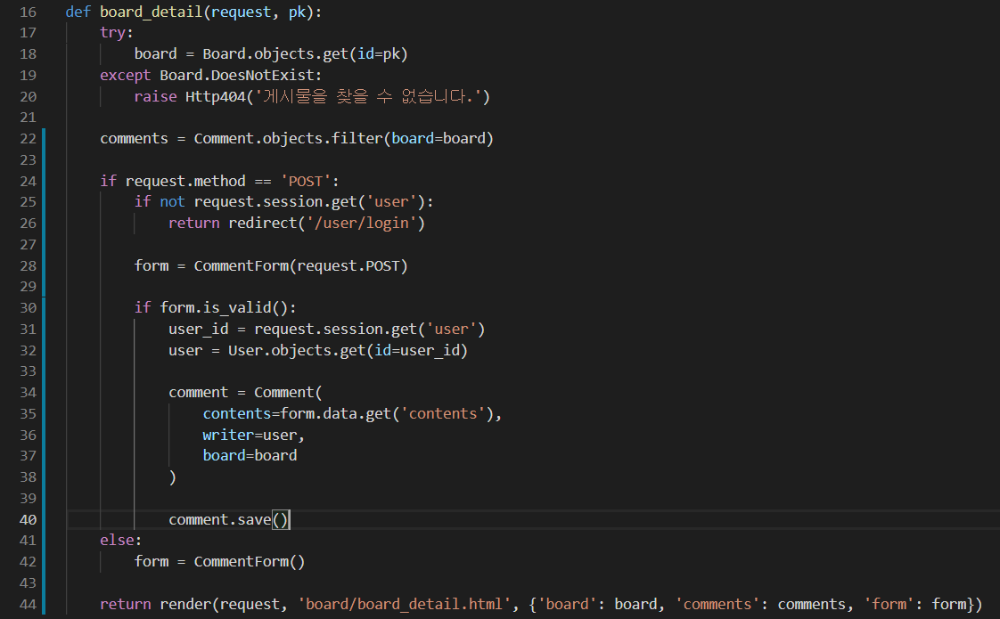 16 def board_detail(request, pk):
17     try:
18         board = Board.objects.get(id=pk)
19     except Board.DoesNotExist:
20         raise Http404('게시물을 찾을 수 없습니다.')
21
22     comments = Comment.objects.filter(board=board)
23
24     if request.method == 'POST':
25         if not request.session.get('user'):
26             return redirect('/user/login')
27
28         form = CommentForm(request.POST)
29
30         if form.is_valid():
31             user_id = request.session.get('user')
32             user = User.objects.get(id=user_id)
33
34             comment = Comment(
35                 contents=form.data.get('contents'),
36                 writer=user,
37                 board=board
38             )
39
40             comment.save()
41     else:
42         form = CommentForm()
43
44     return render(request, 'board/board_detail.html', {'board': board, 'comments': comments, 'form': form})